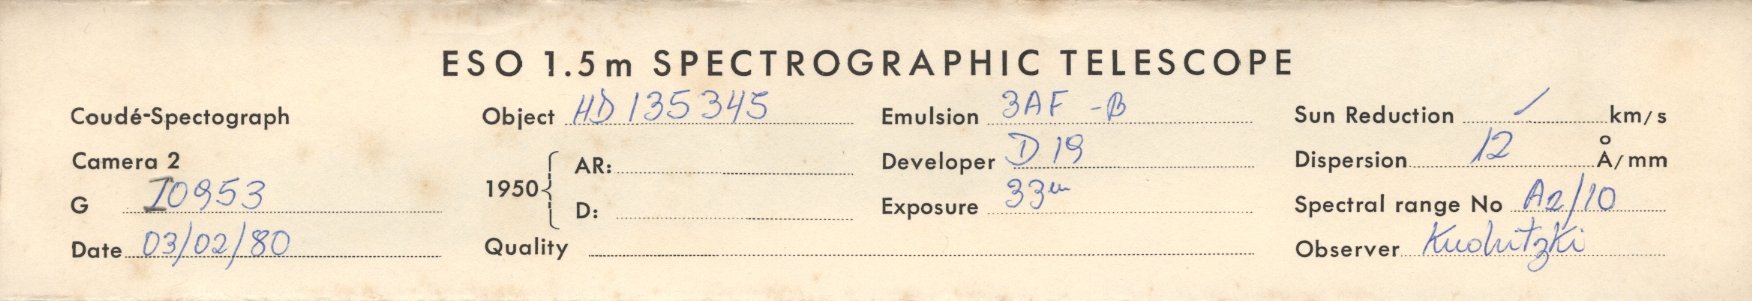 ESO 1.5m SPECTROGRAPHIC TELESCOPE
Coudé-Spectograph
Camera 2
G I0953
Date 03/02/80
Object HD 135345
1950 { AR:
D:
Quality
Emulsion 3AF -B
Developer D 19
Exposure 33m
Sun Reduction / km/s
Dispersion 12 Å/mm
Spectral range No A2/10
Observer Kudritzki